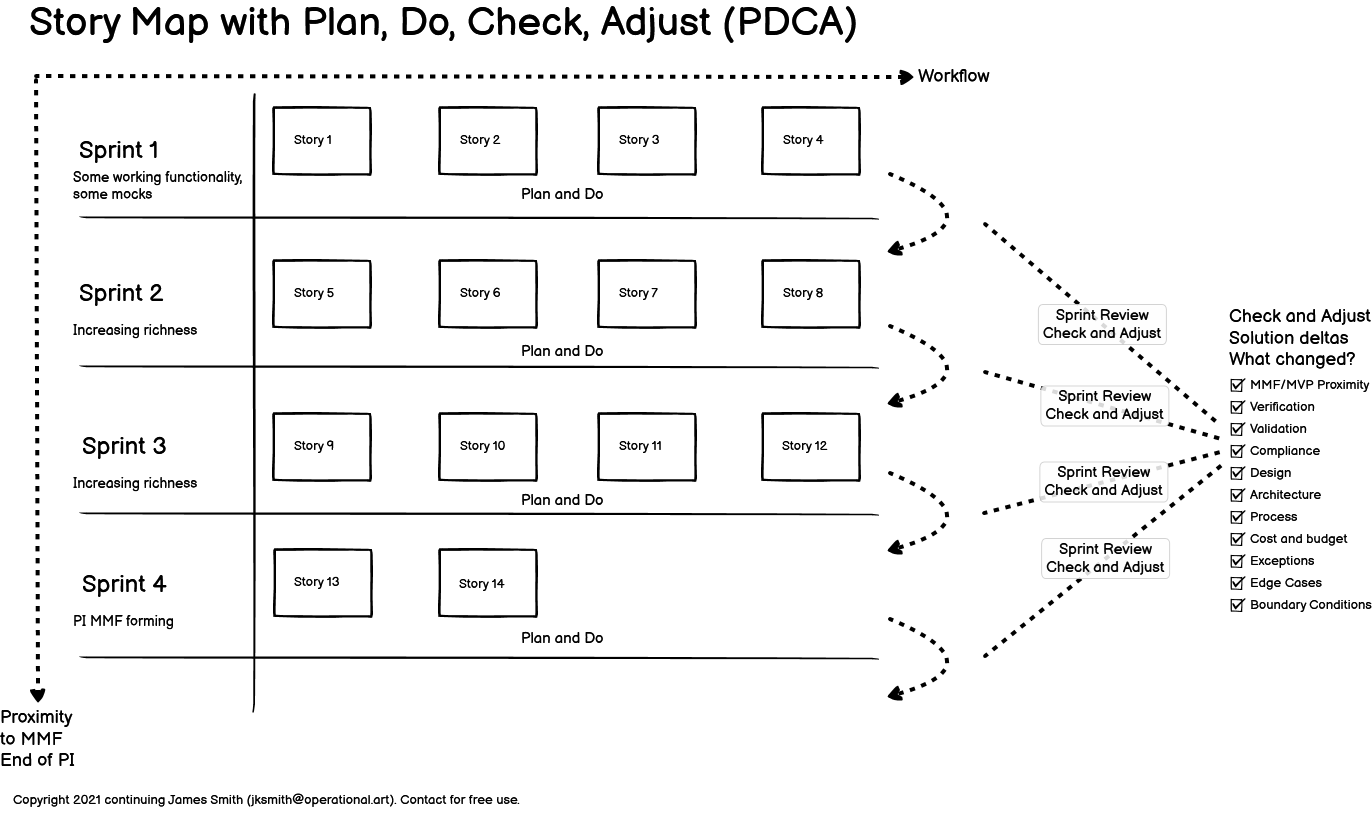 Story Map with Plan, Do, Check, Adjust (PDCA)
Workflow
Sprint 1
Some working functionality,
some mocks
Story 1
Story 2
Story 3
Story 4
Plan and Do
Sprint 2
Increasing richness
Story 5
Story 6
Story 7
Story 8
Plan and Do
Sprint 3
Increasing richness
Story 9
Story 10
Story 11
Story 12
Plan and Do
Sprint 4
PI MMF forming
Story 13
Story 14
Plan and Do
Sprint Review
Check and Adjust
Sprint Review
Check and Adjust
Sprint Review
Check and Adjust
Sprint Review
Check and Adjust
Check and Adjust
Solution deltas
What changed?
MMF/MVP Proximity
Verification
Validation
Compliance
Design
Architecture
Process
Cost and budget
Exceptions
Edge Cases
Boundary Conditions
Proximity
to MMF
End of PI
Copyright 2021 continuing James Smith (jksmith@operational.art). Contact for free use.